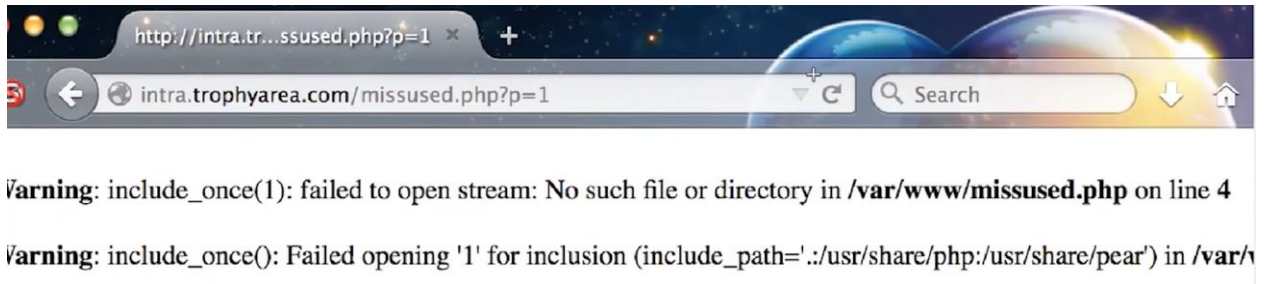 http://intra.tr...ssused.php?p=1
intra.trophyarea.com/missused.php?p=1 Search
Varning: include_once(1): failed to open stream: No such file or directory in /var/www/missused.php on line 4
Varning: include_once(): Failed opening '1' for inclusion (include_path='.:/usr/share/php:/usr/share/pear') in /var/